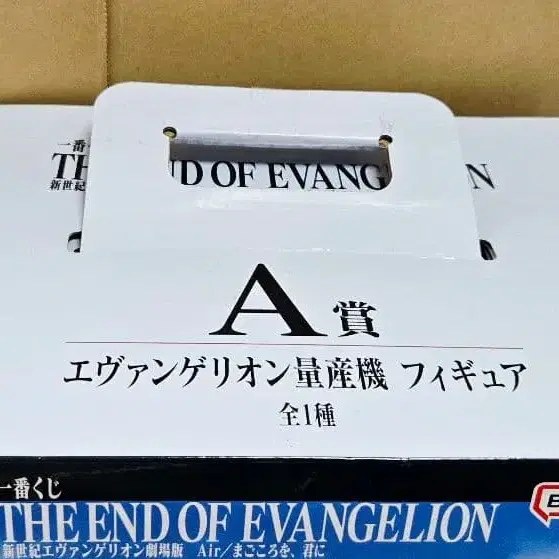 一番
THE END OF EVANG N
新世紀
A賞
エヴァンゲリオン量産機 フィギュア
全1種
一番くじ
THE END OF EVANGELION
新世紀エヴァンゲリオン劇場版 Air/まごころを、君に
B